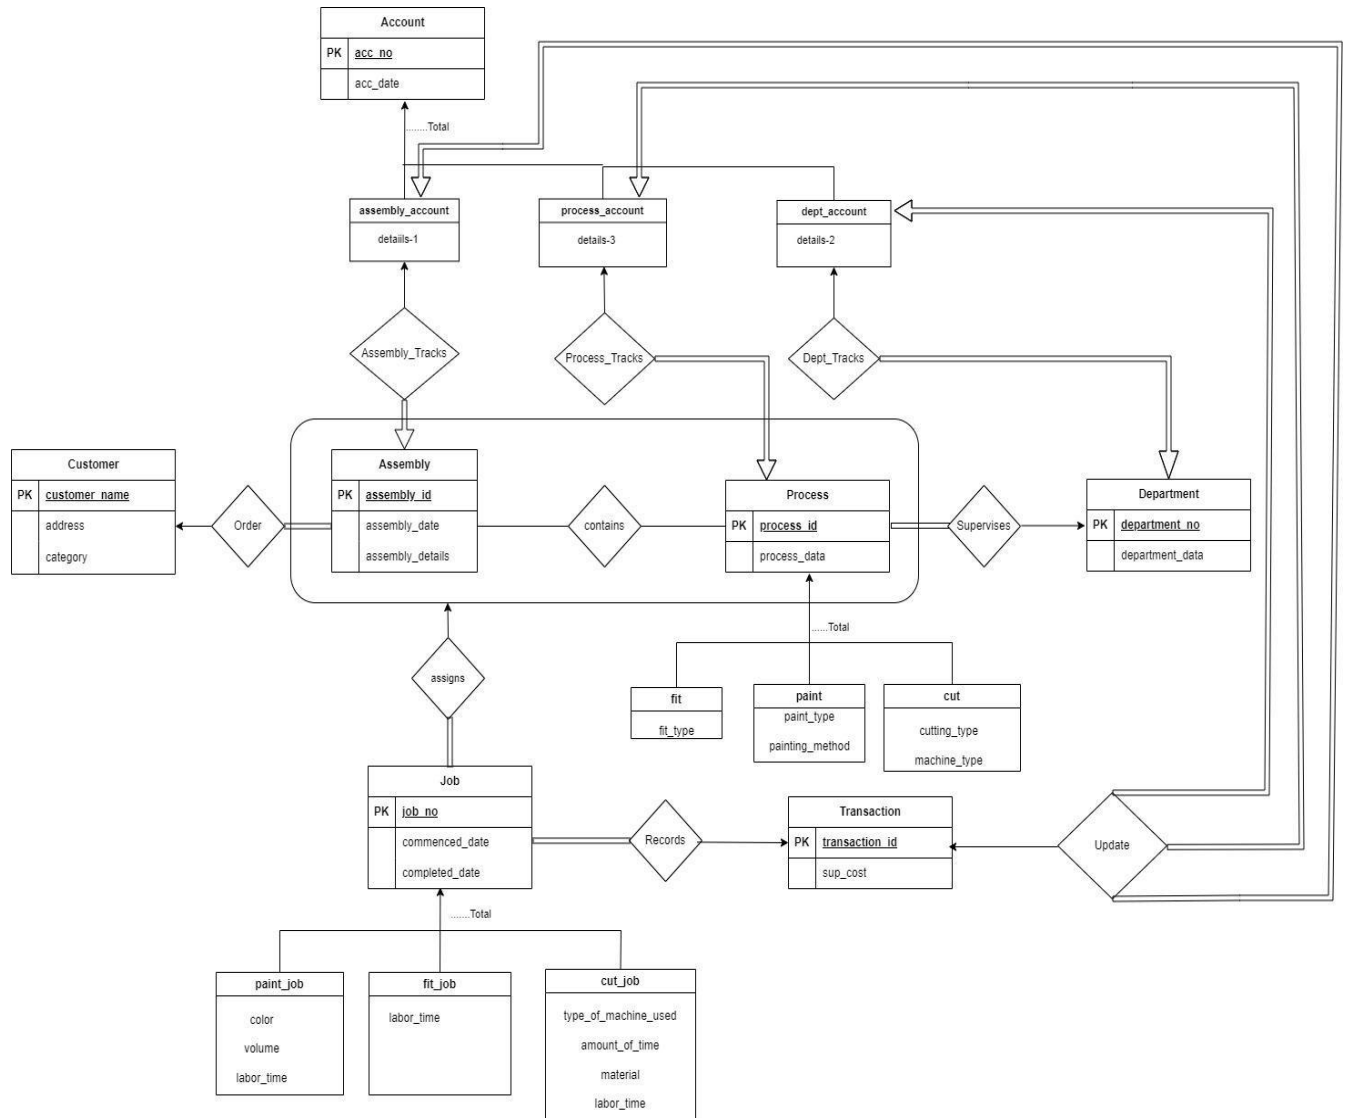 Account
PK acc_no
acc_date
........Total
assembly_account
detaiils-1
process_account
details-3
dept_account
details-2
Assembly_Tracks
Process_Tracks
Dept_Tracks
Customer
PK customer_name
address
category
Order
Assembly
PK assembly_id
assembly_date
assembly_details
contains
Process
PK process_id
process_data
Supervises
Department
PK department_no
department_data
......Total
assigns
fit
fit_type
paint
paint_type
painting_method
cut
cutting_type
machine_type
Job
PK job_no
commenced_date
completed_date
Records
Transaction
PK transaction_id
sup_cost
Update
.......Total
paint_job
color
volume
labor_time
fit_job
labor_time
cut_job
type_of_machine_used
amount_of_time
material
labor_time